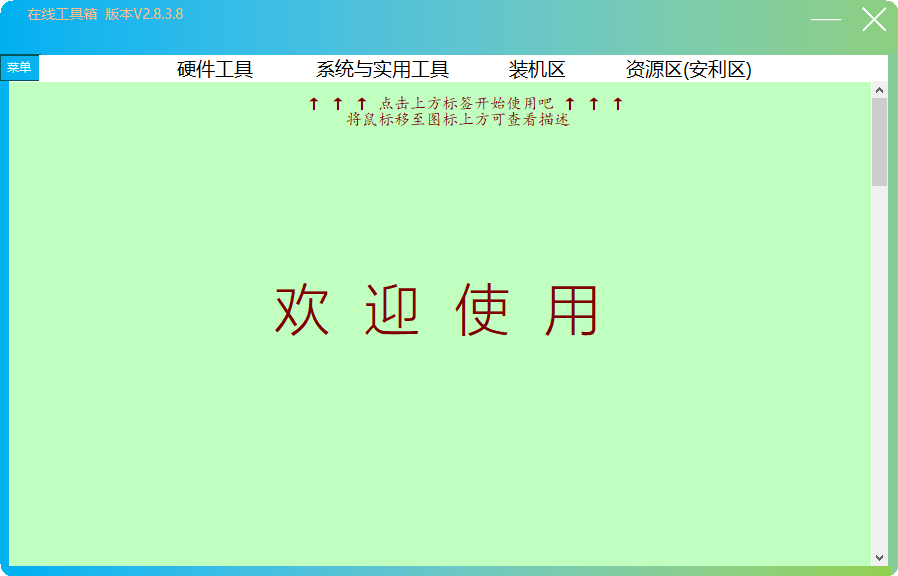 在线工具箱 版本V2.8.3.8
菜单
硬件工具 系统与实用工具 装机区 资源区(安利区)
↑ ↑ ↑ 点击上方标签开始使用吧 ↑ ↑ ↑
将鼠标移至图标上方可查看描述
欢 迎 使 用